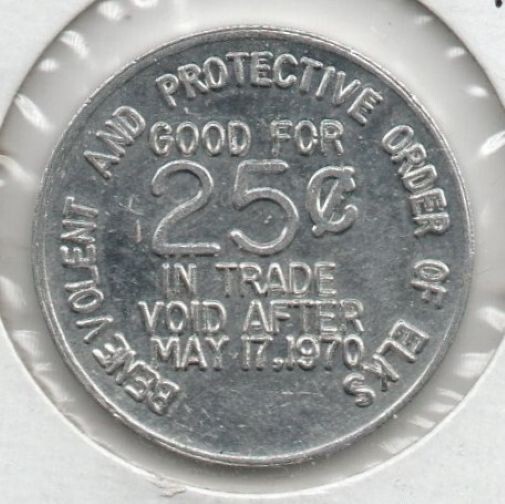 BENEVOLENT AND PROTECTIVE ORDER OF ELKS
GOOD FOR
25¢
IN TRADE
VOID AFTER
MAY 17,1970